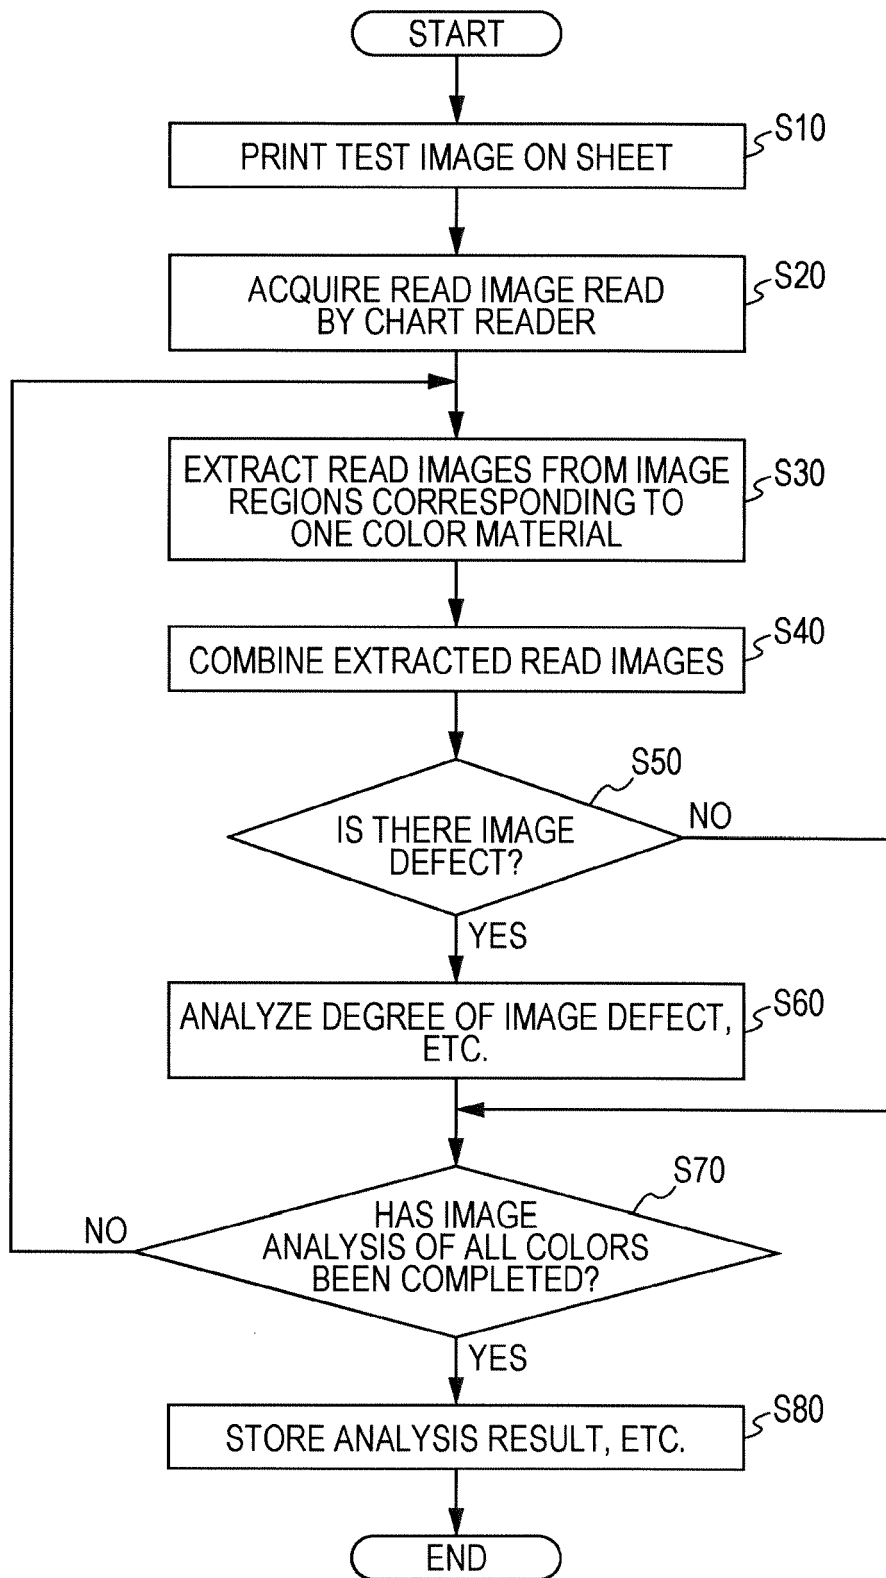 START
PRINT TEST IMAGE ON SHEET
S10
ACQUIRE READ IMAGE READ
BY CHART READER
S20
EXTRACT READ IMAGES FROM IMAGE
REGIONS CORRESPONDING TO
ONE COLOR MATERIAL
S30
COMBINE EXTRACTED READ IMAGES
S40
IS THERE IMAGE
DEFECT?
S50
NO
YES
ANALYZE DEGREE OF IMAGE DEFECT,
ETC.
S60
HAS IMAGE
ANALYSIS OF ALL COLORS
BEEN COMPLETED?
S70
NO
YES
STORE ANALYSIS RESULT, ETC.
S80
END